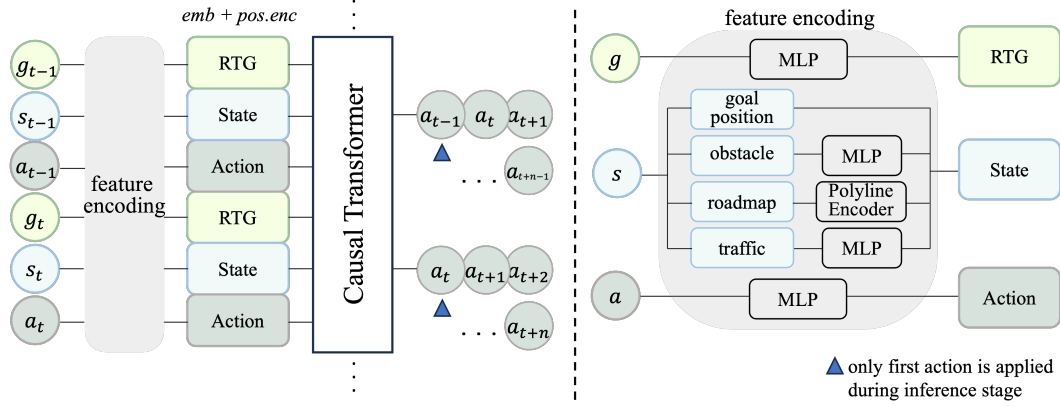 emb + pos.enc
g_{t-1}
RTG
s_{t-1}
State
a_{t-1}
Action
g_t
RTG
s_t
State
a_t
Action
feature
encoding
Causal Transformer
a_{t-1} a_t a_{t+1}
. . . a_{t+n-1}
a_t a_{t+1} a_{t+2}
. . . a_{t+n}
feature encoding
g
MLP
RTG
s
goal
position
obstacle
MLP
roadmap
Polyline
Encoder
traffic
MLP
State
a
MLP
Action
only first action is applied
during inference stage